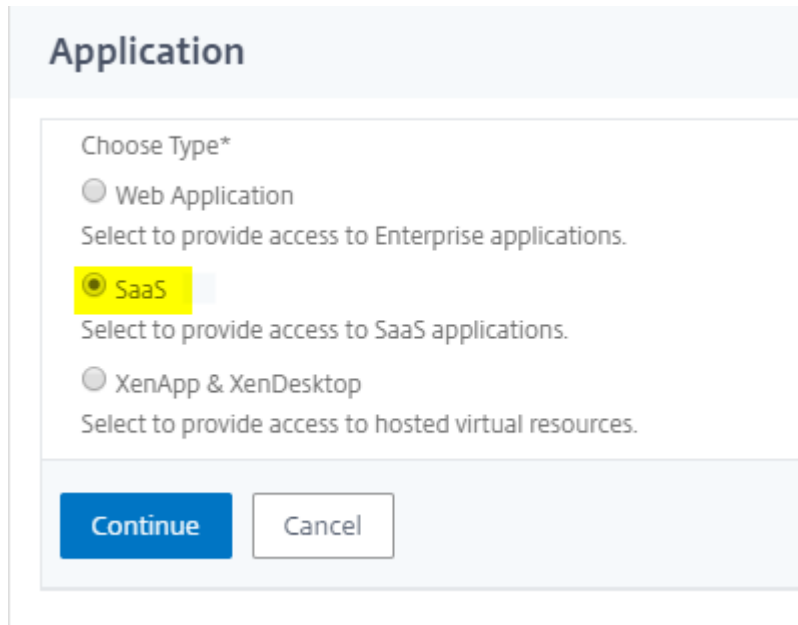 Application
Choose Type*
Web Application
Select to provide access to Enterprise applications.
SaaS
Select to provide access to SaaS applications.
XenApp & XenDesktop
Select to provide access to hosted virtual resources.
Continue Cancel